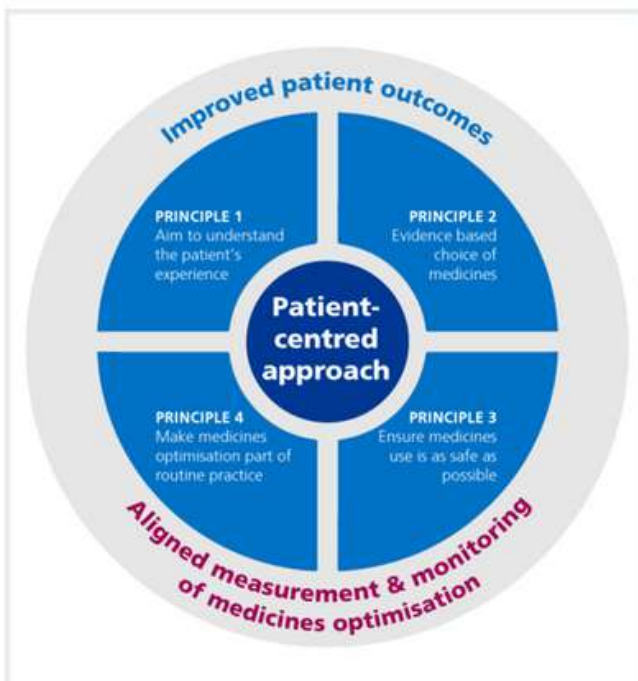 Improved patient outcomes
PRINCIPLE 1
Aim to understand
the patient's
experience
PRINCIPLE 2
Evidence based
choice of
medicines
Patient-
centred
approach
PRINCIPLE 4
Make medicines
optimisation part of
routine practice
PRINCIPLE 3
Ensure medicines
use is as safe as
possible
Aligned measurement & monitoring
of medicines optimisation